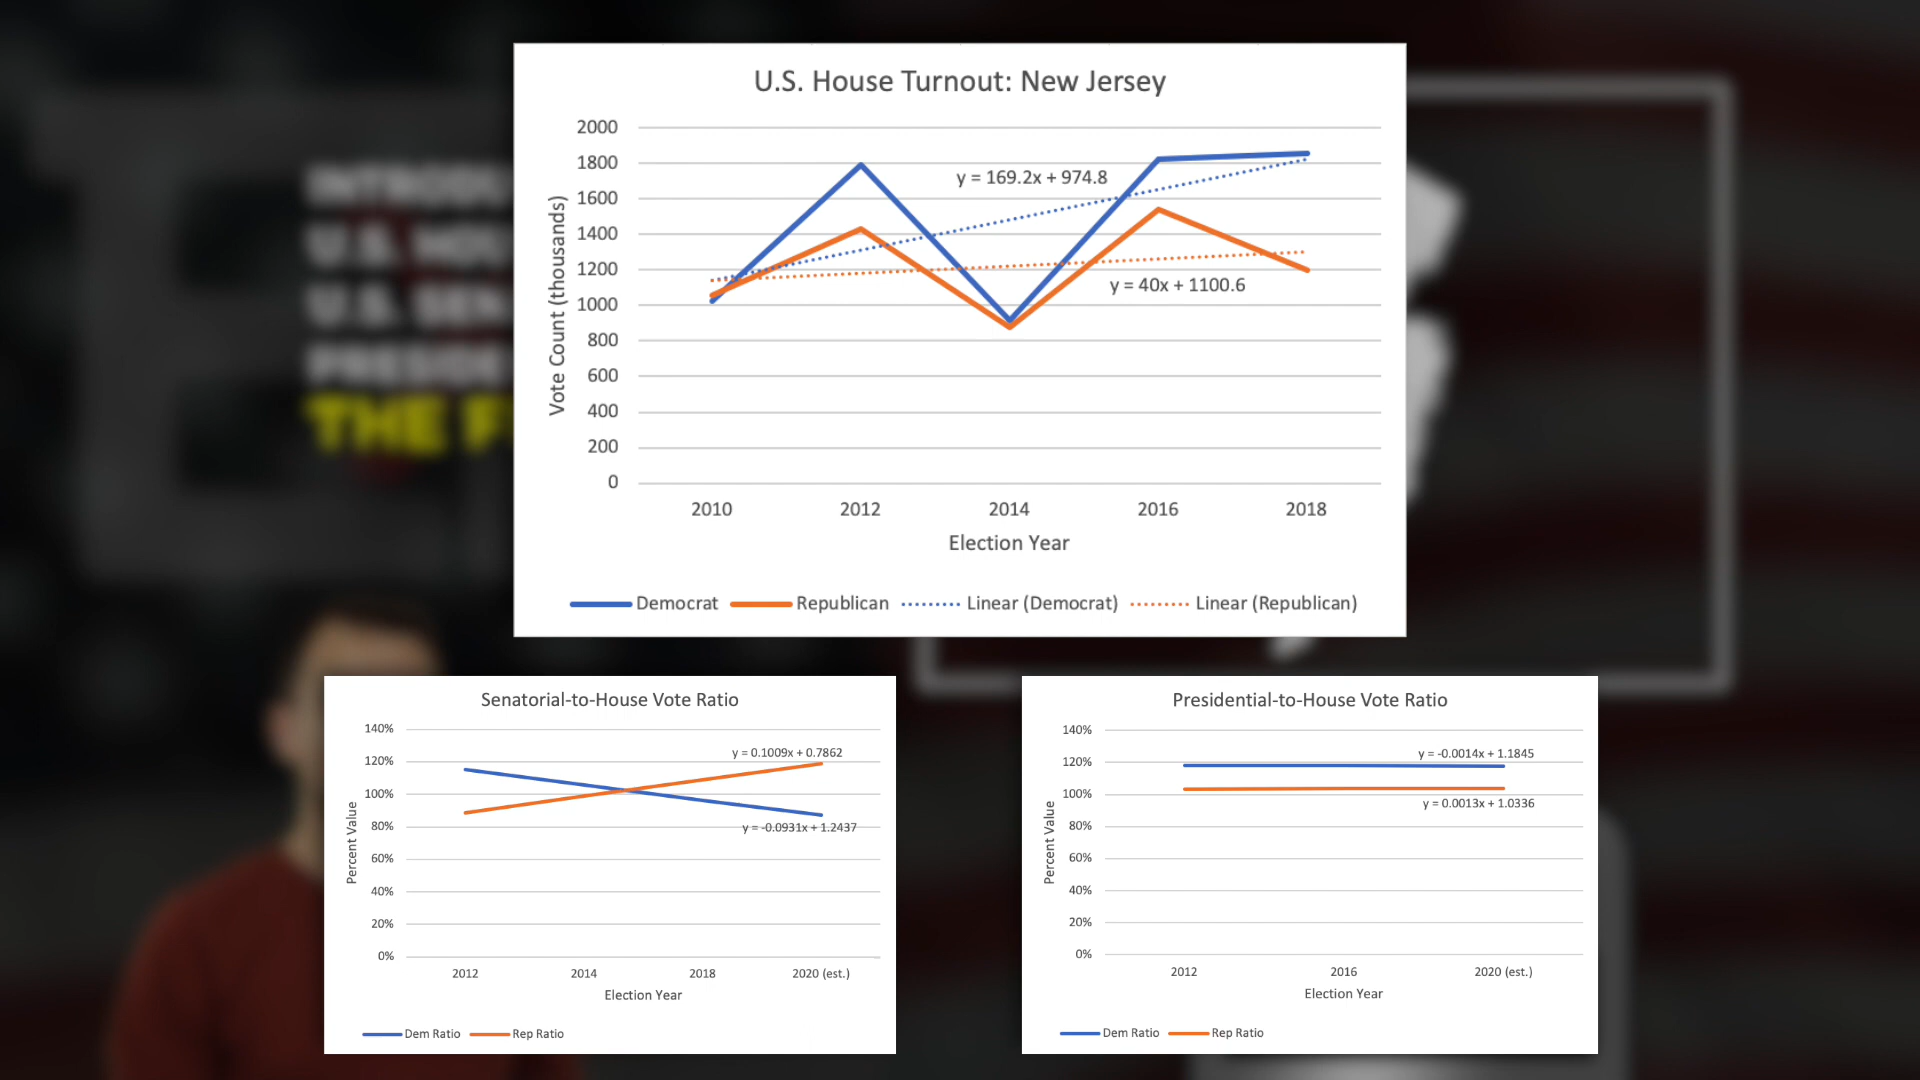 U.S. House Turnout: New Jersey
2000
1800
1600
1400
1200
1000
800
600
400
200
0
Vote Count (thousands)
y = 169.2x + 974.8
y = 40x + 1100.6
2010 2012 2014 2016 2018
Election Year
Democrat Republican Linear (Democrat) Linear (Republican)
INTRODU
U.S. HOU
U.S. SEN
PRESIDE
THE F
Senatorial-to-House Vote Ratio
140%
120%
100%
80%
60%
40%
20%
0%
Percent Value
y = 0.1009x + 0.7862
y = -0.0931x + 1.2437
2012 2014 2018 2020 (est.)
Election Year
Dem Ratio Rep Ratio
Presidential-to-House Vote Ratio
140%
120%
100%
80%
60%
40%
20%
0%
Percent Value
y = -0.0014x + 1.1845
y = 0.0013x + 1.0336
2012 2016 2020 (est.)
Election Year
Dem Ratio Rep Ratio